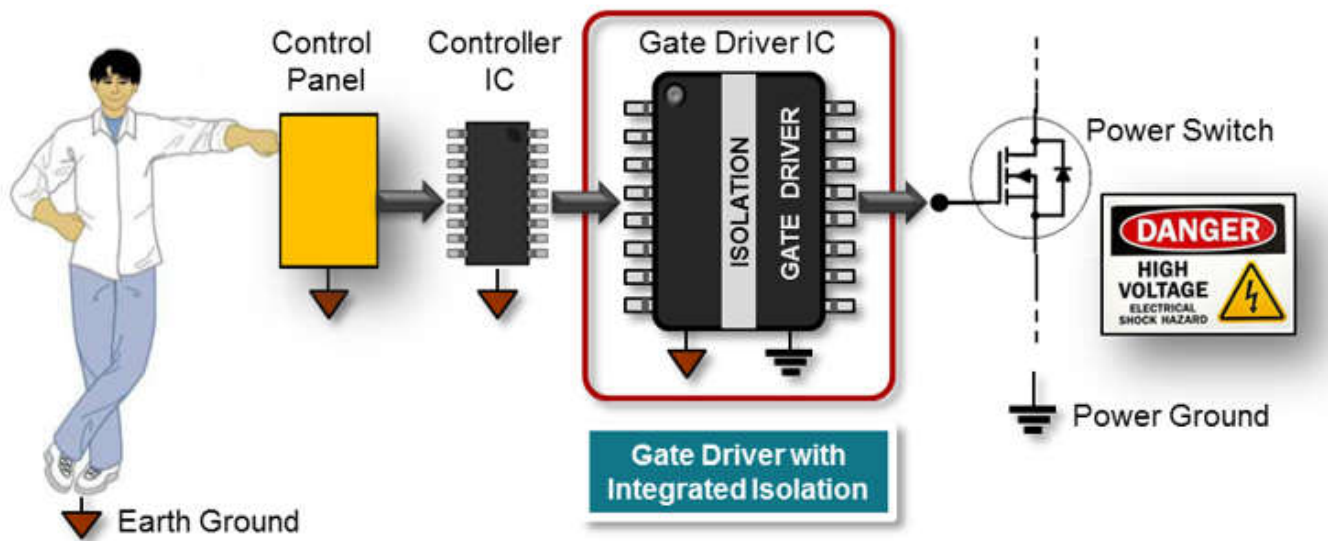 Control
Panel
Controller
IC
Gate Driver IC
ISOLATION
GATE DRIVER
Power Switch
DANGER
HIGH
VOLTAGE
ELECTRICAL
SHOCK HAZARD
Power Ground
Gate Driver with
Integrated Isolation
Earth Ground